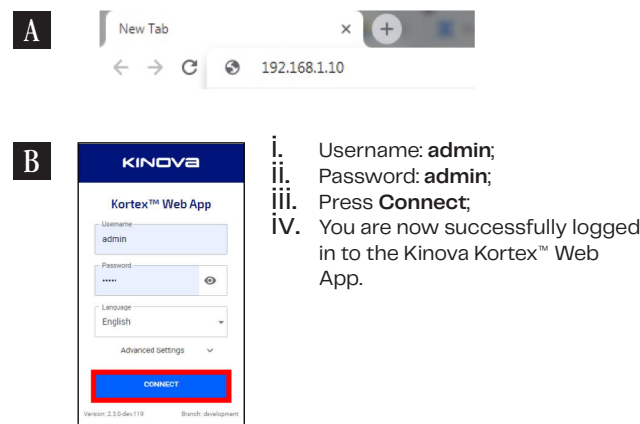 A
New Tab
192.168.1.10
B
KINOVA
Kortex™ Web App
Username
admin
Password
•••••
Language
English
Advanced Settings
CONNECT
Version: 2.3.0-dev.119 Branch: development
i. Username: admin;
ii. Password: admin;
iii. Press Connect;
iv. You are now successfully logged
in to the Kinova Kortex™ Web
App.